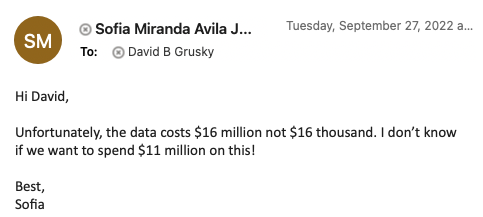 SM
Sofia Miranda Avila J...
Tuesday, September 27, 2022 a...
To: David B Grusky
Hi David,
Unfortunately, the data costs $16 million not $16 thousand. I don’t know
if we want to spend $11 million on this!
Best,
Sofia